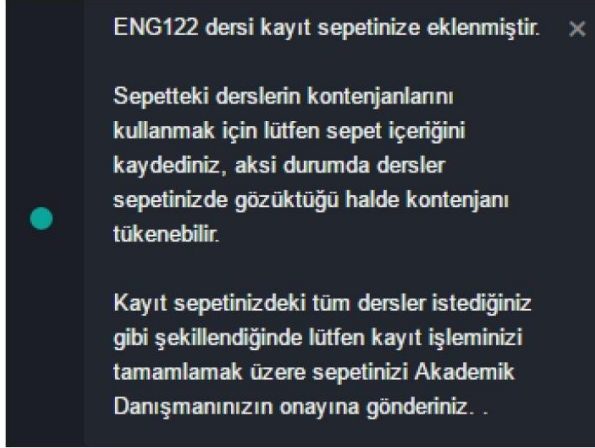 ENG122 dersi kayıt sepetinize eklenmiştir. ×
Sepetteki derslerin kontenjanlarını
kullanmak için lütfen sepet içeriğini
kaydediniz, aksi durumda dersler
sepetinizde gözüktüğü halde kontenjanı
tükenebilir.
Kayıt sepetinizdeki tüm dersler istediğiniz
gibi şekillendiğinde lütfen kayıt işleminizi
tamamlamak üzere sepetinizi Akademik
Danışmanınızın onayına gönderiniz. .